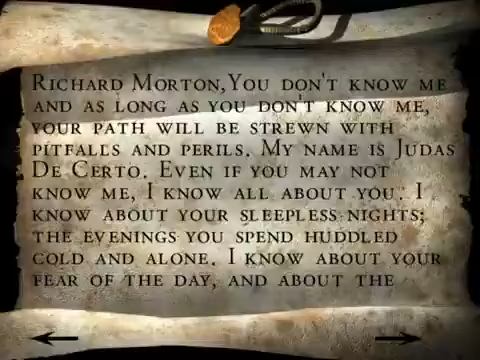 Richard Morton,You don't know me
and as long as you don't know me,
your path will be strewn with
pitfalls and perils. My name is Judas
De Certo. Even if you may not
know me, I know all about you. I
know about your sleepless nights;
the evenings you spend huddled
cold and alone. I know about your
fear of the day, and about the